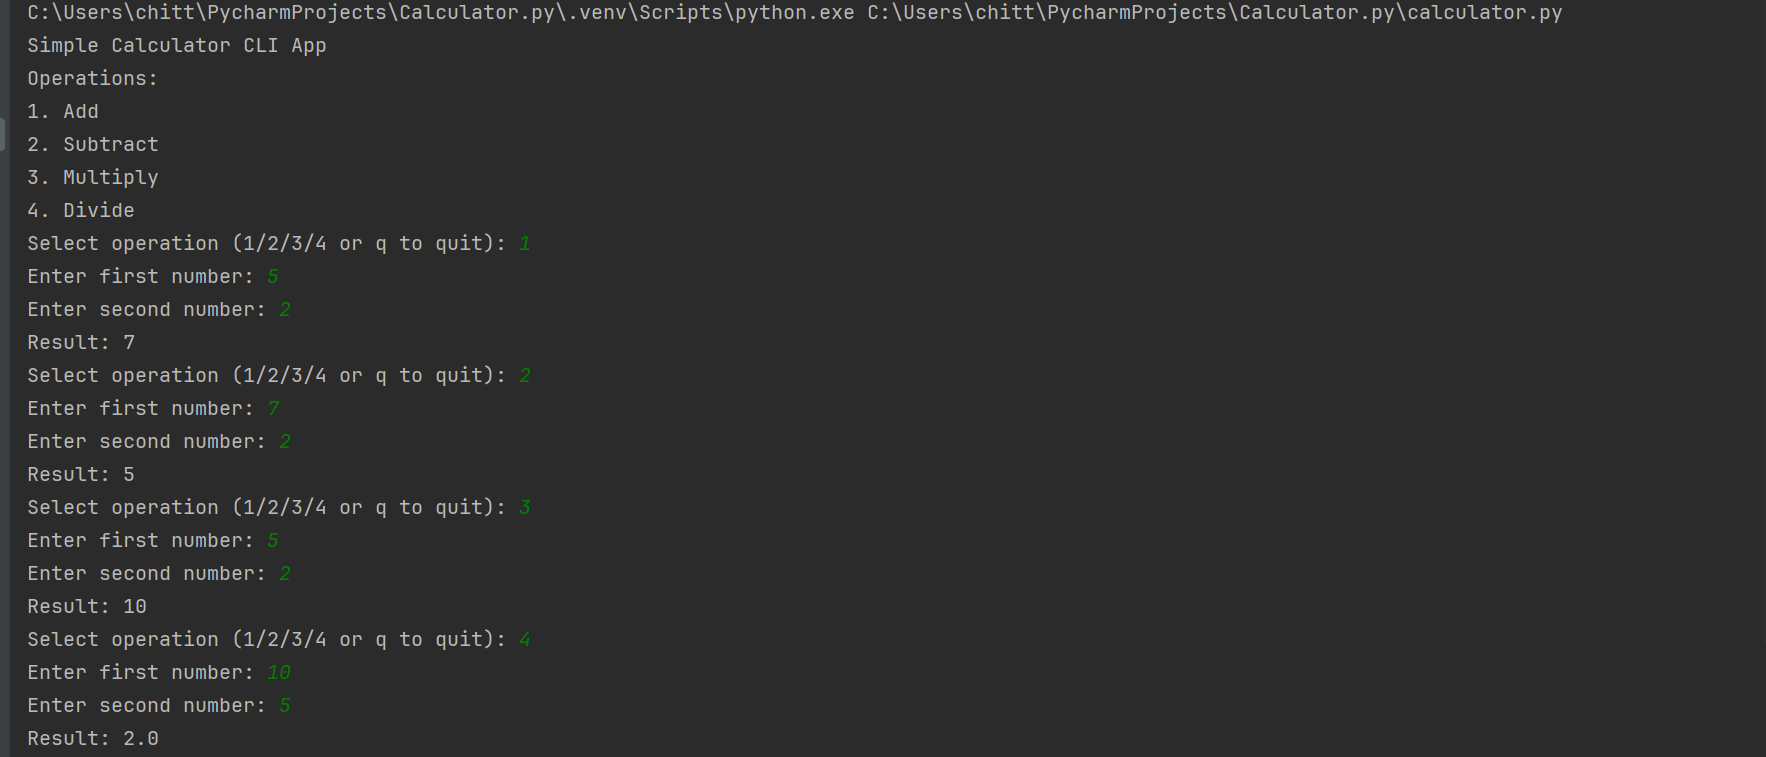 C:\Users\chitt\PycharmProjects\Calculator.py\.venv\Scripts\python.exe C:\Users\chitt\PycharmProjects\Calculator.py\calculator.py
Simple Calculator CLI App
Operations:
1. Add
2. Subtract
3. Multiply
4. Divide
Select operation (1/2/3/4 or q to quit): 1
Enter first number: 5
Enter second number: 2
Result: 7
Select operation (1/2/3/4 or q to quit): 2
Enter first number: 7
Enter second number: 2
Result: 5
Select operation (1/2/3/4 or q to quit): 3
Enter first number: 5
Enter second number: 2
Result: 10
Select operation (1/2/3/4 or q to quit): 4
Enter first number: 10
Enter second number: 5
Result: 2.0